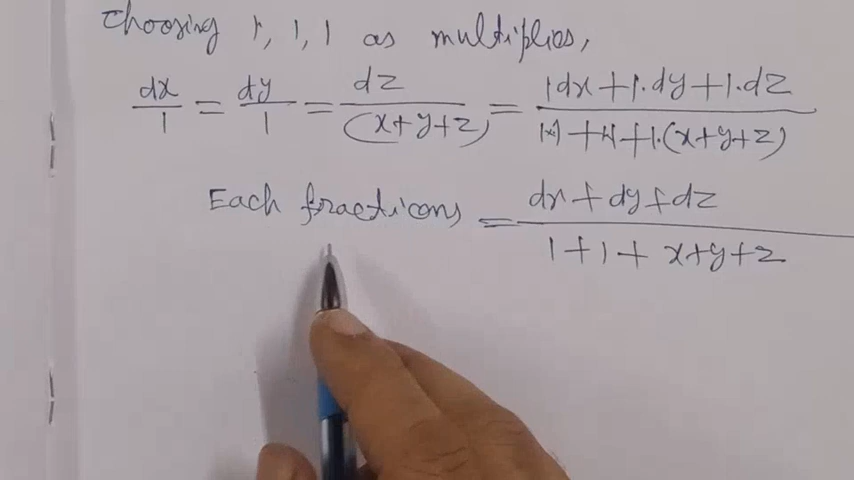 choosing 1, 1, 1 as multiplies,
dx/1 = dy/1 = dz/(x+y+z) = 1dx+1.dy+1.dz/1×1+1×1+1.(x+y+z)
Each fractions = dx+dy+dz/1+1+x+y+z